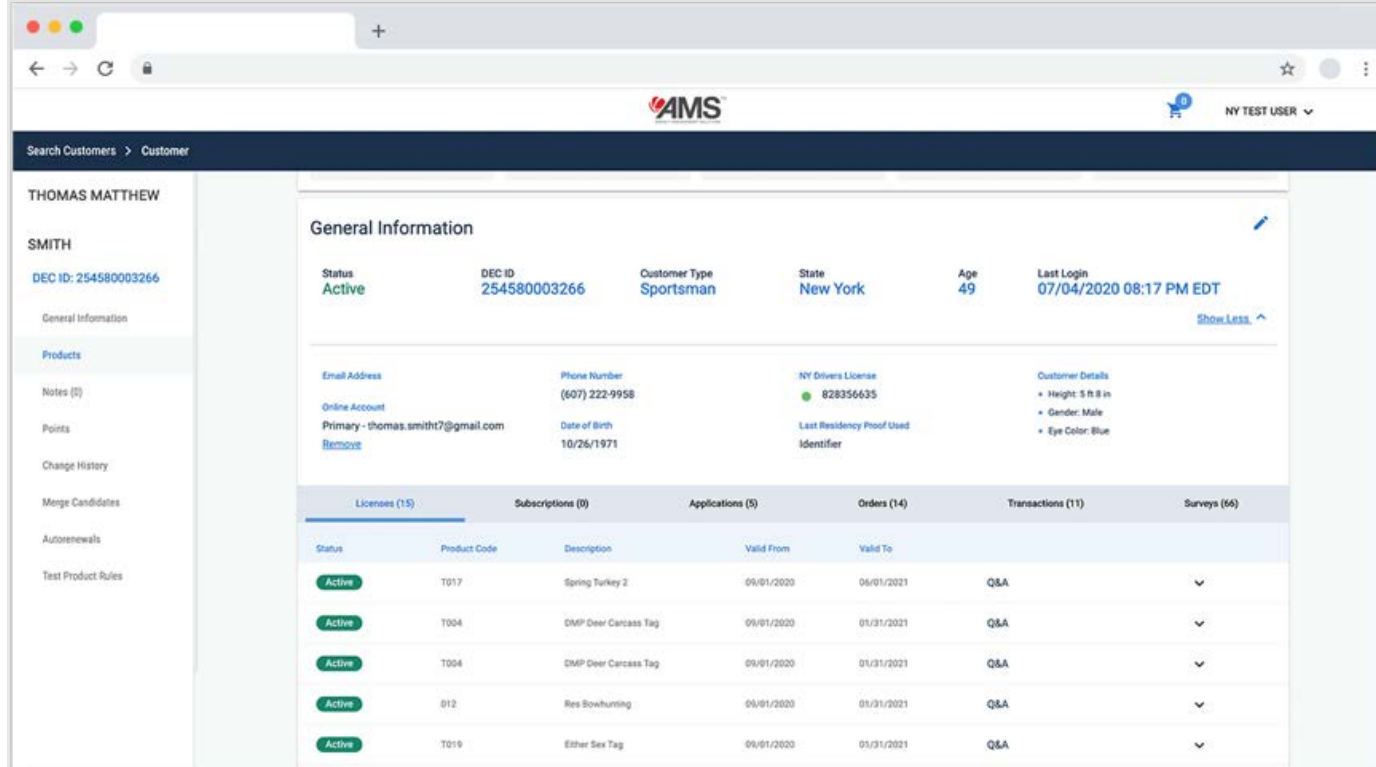 AMS
0
NY TEST USER
Search Customers > Customer
THOMAS MATTHEW
SMITH
DEC ID: 254580003266
General Information
Products
Notes (0)
Points
Change History
Merge Candidates
Autorenewals
Test Product Rules
General Information
Status DEC ID Customer Type State Age Last Login
Active 254580003266 Sportsman New York 49 07/04/2020 08:17 PM EDT
Show Less
Email Address Phone Number NY Drivers License Customer Details
(607) 222-9958 828356635 • Height: 5 ft 8 in
Online Account • Gender: Male
Primary - thomas.smitht7@gmail.com Date of Birth Last Residency Proof Used • Eye Color: Blue
Remove 10/26/1971 Identifier
Licenses (15) Subscriptions (0) Applications (5) Orders (14) Transactions (11) Surveys (66)
Status Product Code Description Valid From Valid To
Active T017 Spring Turkey 2 09/01/2020 06/01/2021 Q&A
Active T004 DMP Deer Carcass Tag 09/01/2020 01/31/2021 Q&A
Active T004 DMP Deer Carcass Tag 09/01/2020 01/31/2021 Q&A
Active 012 Res Bowhunting 09/01/2020 01/31/2021 Q&A
Active T019 Either Sex Tag 09/01/2020 01/31/2021 Q&A